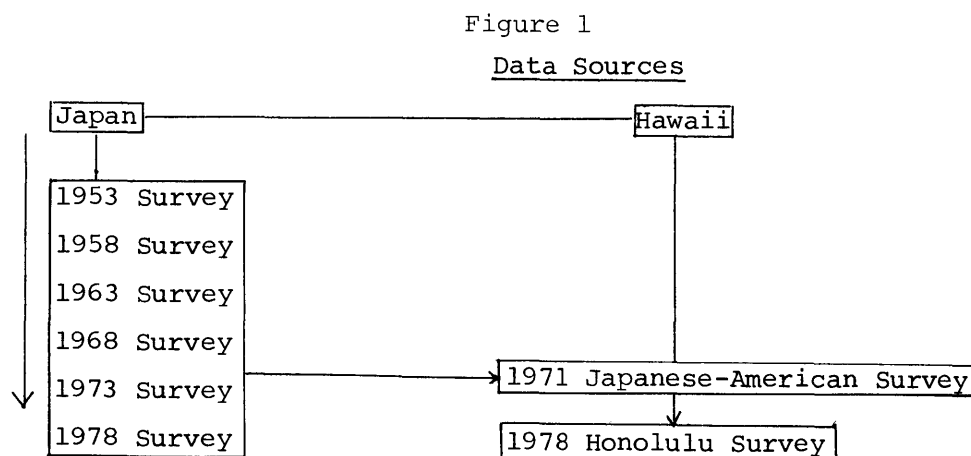 Figure 1
Data Sources
Japan
Hawaii
1953 Survey
1958 Survey
1963 Survey
1968 Survey
1973 Survey
1978 Survey
1971 Japanese-American Survey
1978 Honolulu Survey